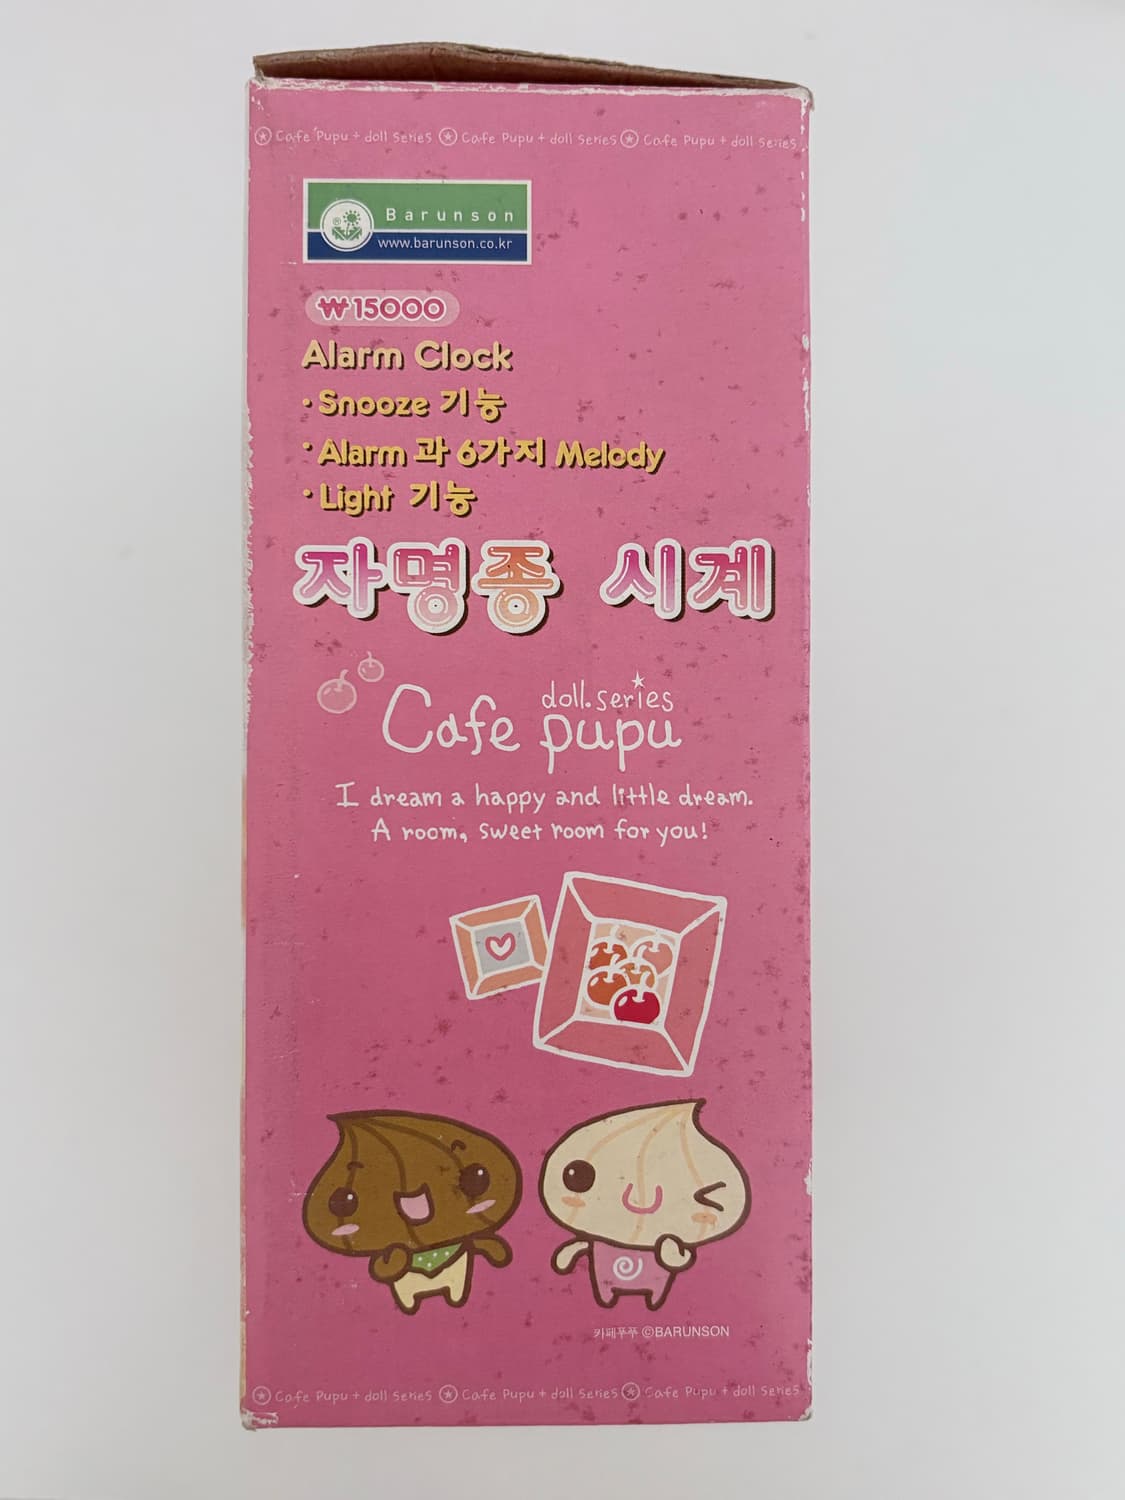 Cafe Pupu + doll Series Cafe Pupu + doll Series Cafe Pupu + doll Series
Barunson
www.barunson.co.kr
₩15000
Alarm Clock
· Snooze 기능
· Alarm 과 6가지 Melody
· Light 기능
자명종 시계
doll.series
Cafe pupu
I dream a happy and little dream.
A room, sweet room for you!
카페푸푸 ©BARUNSON
Cafe Pupu + doll Series Cafe Pupu + doll Series Cafe Pupu + doll Series